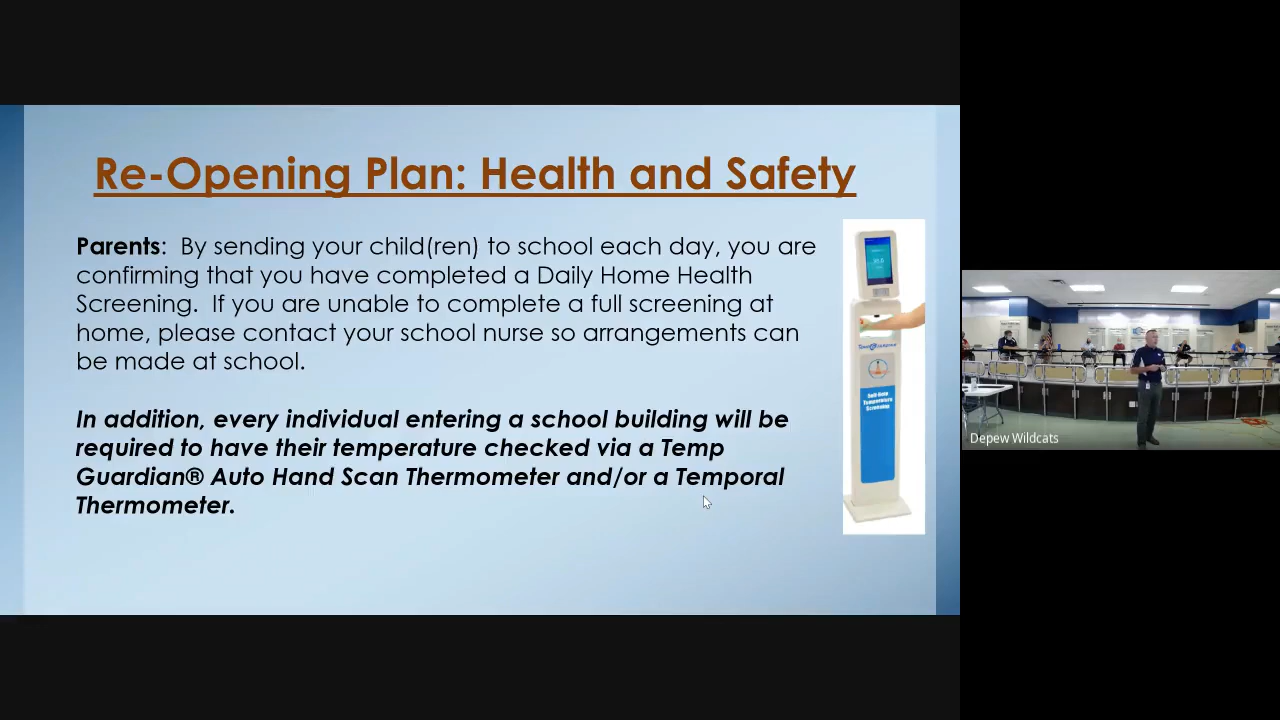 Re-Opening Plan: Health and Safety
Parents:  By sending your child(ren) to school each day, you are
confirming that you have completed a Daily Home Health
Screening.  If you are unable to complete a full screening at
home, please contact your school nurse so arrangements can
be made at school.
In addition, every individual entering a school building will be
required to have their temperature checked via a Temp
Guardian® Auto Hand Scan Thermometer and/or a Temporal
Thermometer.
Self-Help
Temperature
Screening
Depew Wildcats